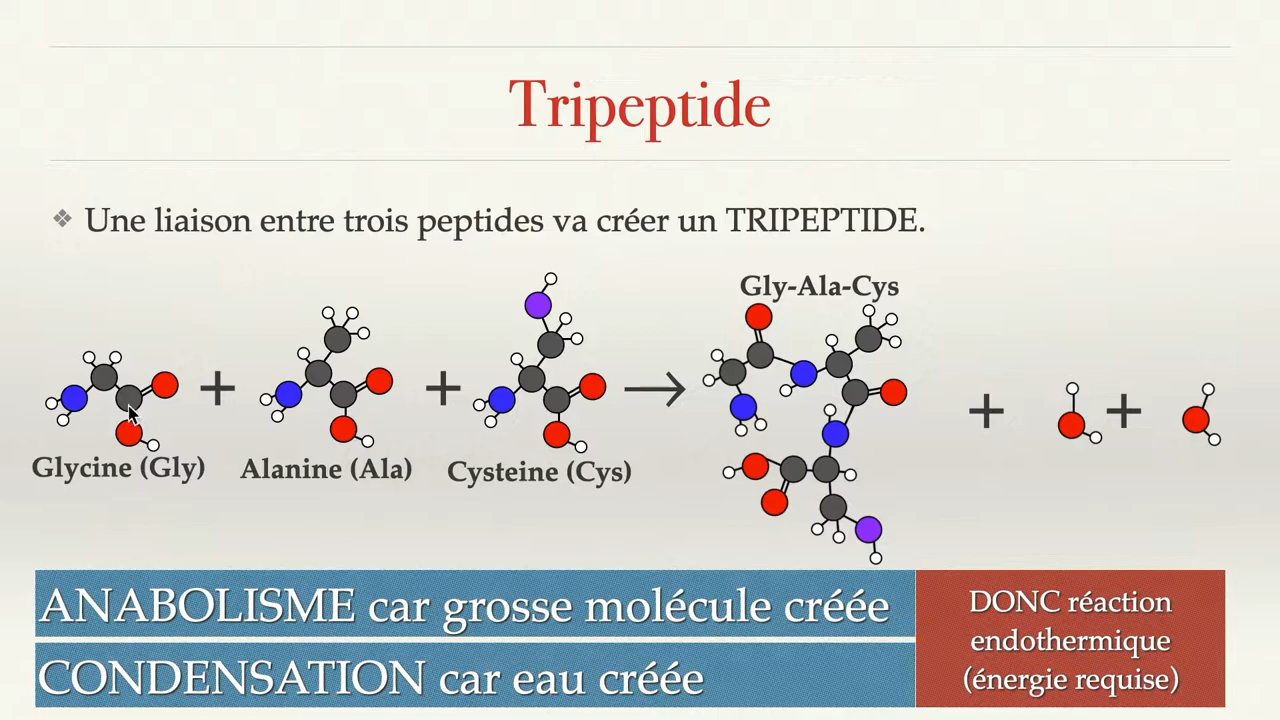 Tripeptide
❖ Une liaison entre trois peptides va créer un TRIPEPTIDE.
Gly-Ala-Cys
+ + → + +
Glycine (Gly) Alanine (Ala) Cysteine (Cys)
ANABOLISME car grosse molécule créée
CONDENSATION car eau créée
DONC réaction
endothermique
(énergie requise)